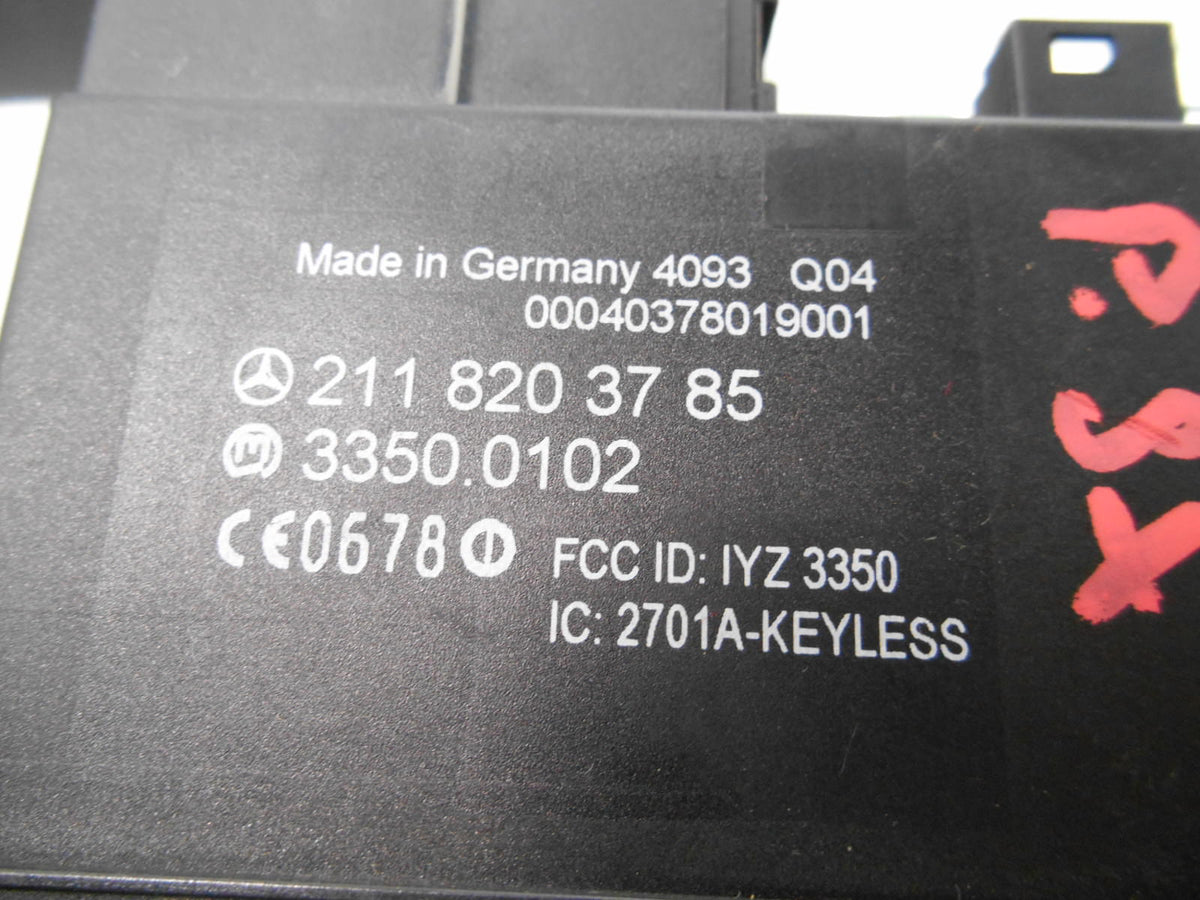 Made in Germany 4093 Q04
00040378019001
211 820 37 85
3350.0102
CE0678
FCC ID: IYZ 3350
IC: 2701A-KEYLESS